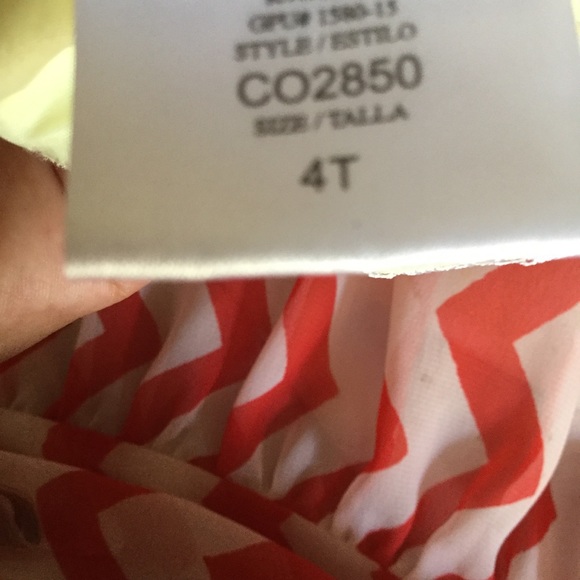 GPU# 1580-15
STYLE / ESTILO
CO2850
SIZE / TALLA
4T